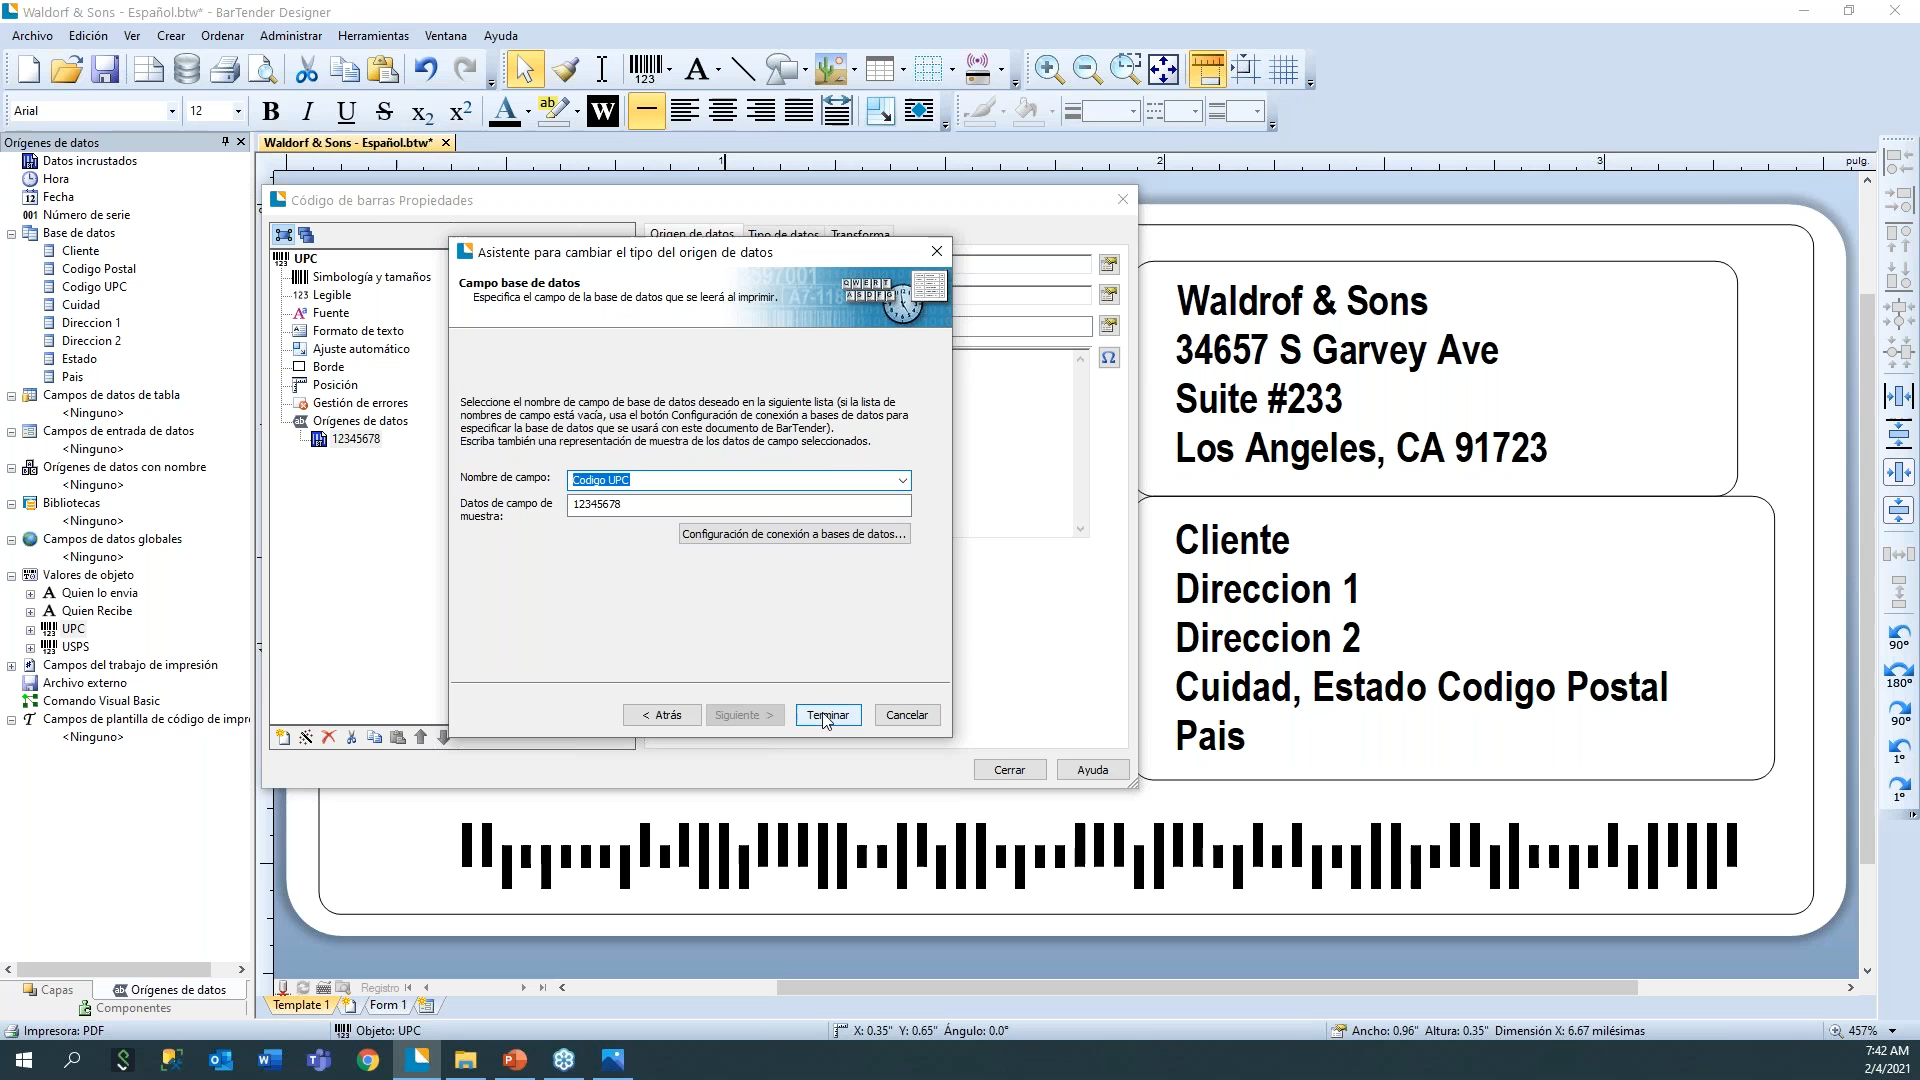 Waldorf & Sons - Español.btw* - BarTender Designer
Archivo Edición Ver Crear Ordenar Administrar Herramientas Ventana Ayuda
Arial 12
Orígenes de datos
Waldorf & Sons - Español.btw*
Datos incrustados
Hora
Fecha
Número de serie
Base de datos
Cliente
Codigo Postal
Codigo UPC
Cuidad
Direccion 1
Direccion 2
Estado
Pais
Campos de datos de tabla
<Ninguno>
Campos de entrada de datos
<Ninguno>
Orígenes de datos con nombre
<Ninguno>
Bibliotecas
<Ninguno>
Campos de datos globales
<Ninguno>
Valores de objeto
Quien lo envia
Quien Recibe
UPC
USPS
Campos del trabajo de impresión
Archivo externo
Comando Visual Basic
Campos de plantilla de código de impr
<Ninguno>
Capas
Orígenes de datos
Componentes
Código de barras Propiedades
Origen de datos Tipo de datos Transforma
UPC
Simbología y tamaños
Legible
Fuente
Formato de texto
Ajuste automático
Borde
Posición
Gestión de errores
Orígenes de datos
12345678
Asistente para cambiar el tipo del origen de datos
Campo base de datos
Especifica el campo de la base de datos que se leerá al imprimir.
Seleccione el nombre de campo de base de datos deseado en la siguiente lista (si la lista de
nombres de campo está vacía, usa el botón Configuración de conexión a bases de datos para
especificar la base de datos que se usará con este documento de BarTender).
Escriba también una representación de muestra de los datos de campo seleccionados.
Nombre de campo: Codigo UPC
Datos de campo de
muestra:
12345678
Configuración de conexión a bases de datos...
< Atrás Siguiente > Terminar Cancelar
Cerrar Ayuda
Waldrof & Sons
34657 S Garvey Ave
Suite #233
Los Angeles, CA 91723
Cliente
Direccion 1
Direccion 2
Cuidad, Estado Codigo Postal
Pais
90°
180°
90°
1°
1°
Registro
Template 1 Form 1
Impresora: PDF
Objeto: UPC
X: 0.35" Y: 0.65" Ángulo: 0.0°
Ancho: 0.96" Altura: 0.35" Dimensión X: 6.67 milésimas
457%
7:42 AM
2/4/2021